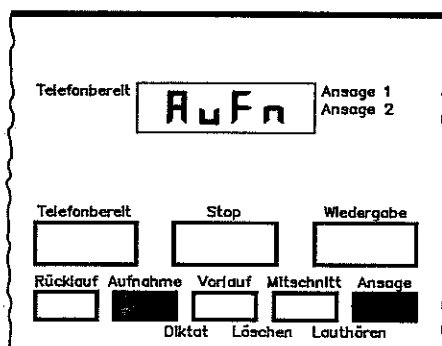 Telefonbereit AuFn Ansage 1
Ansage 2
Telefonbereit Stop Wiedergabe
Rücklauf Aufnahme Vorlauf Mitschnitt Ansage
Diktat Löschen Lauthören